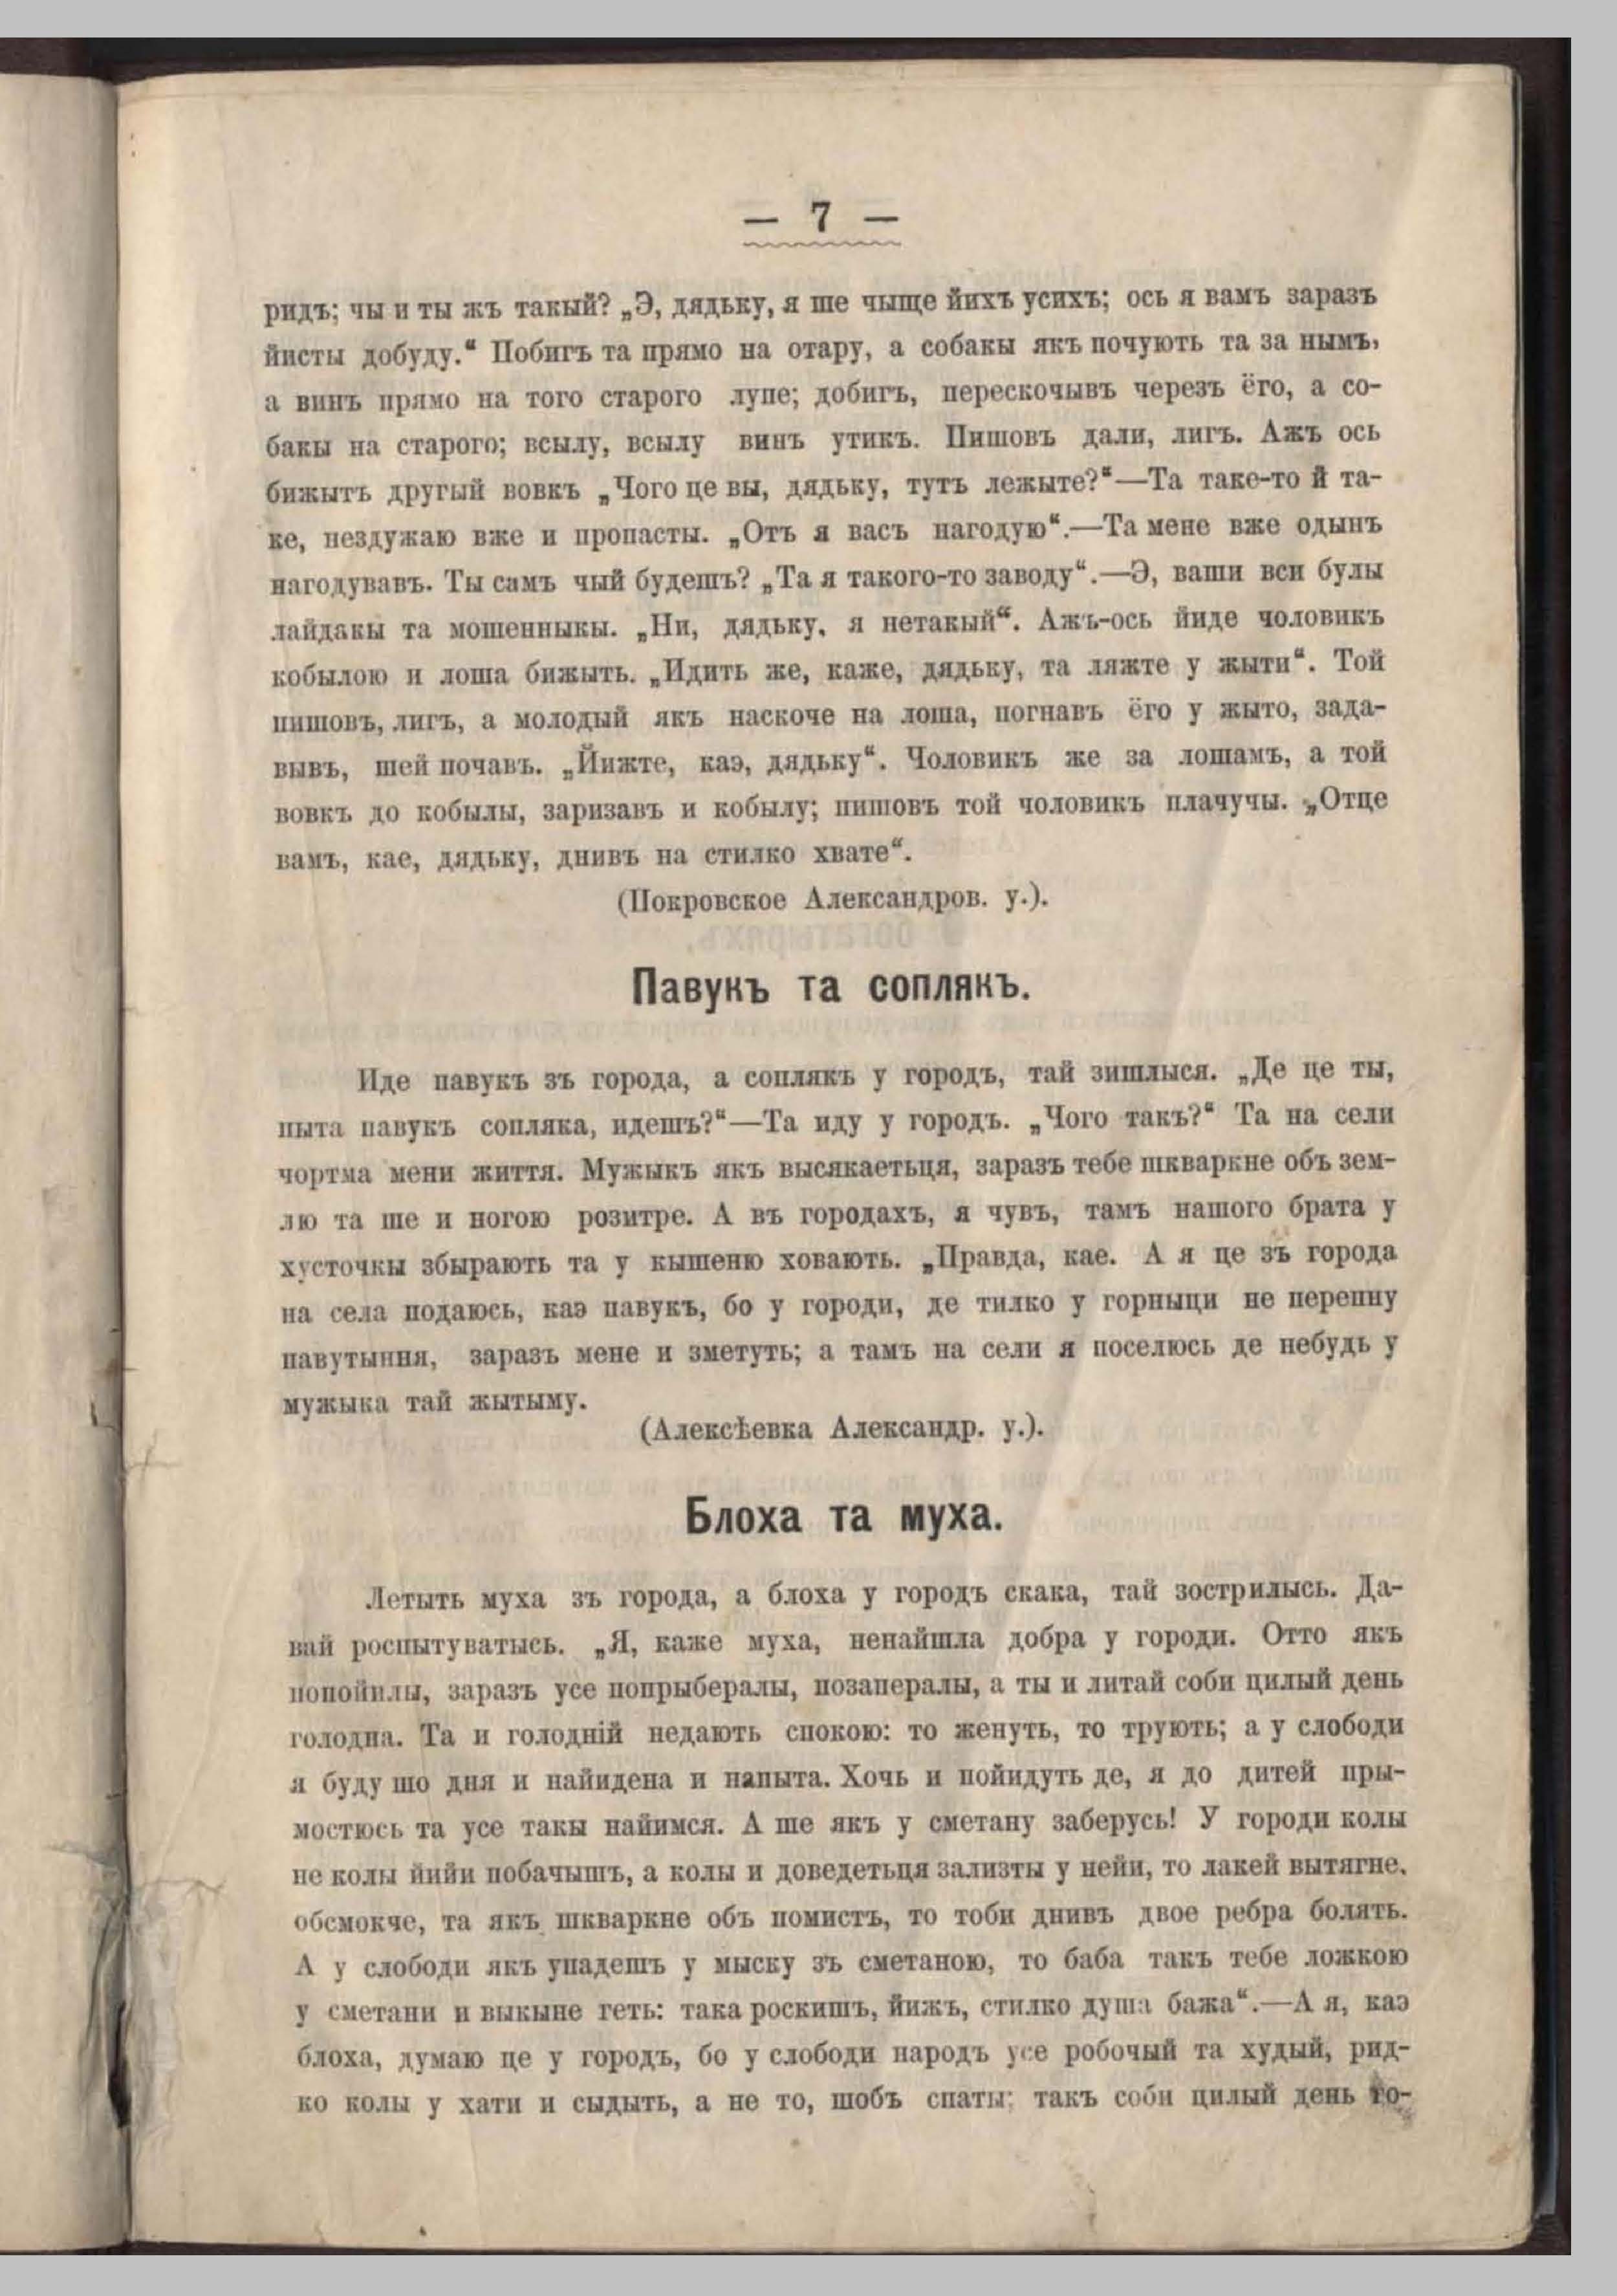 — 7 —
ридъ; чы и ты жъ такый? „Э, дядьку, я ше чыще йихъ усихъ; ось я вамъ заразъ
йисты добуду.“ Побигъ та прямо на отару, а собакы якъ почують та за нымъ,
а винъ прямо на того старого лупе; добигъ, перескочывъ черезъ ёго, а со-
бакы на старого; всылу, всылу винъ утикъ. Пишовъ дали, лигъ. Ажъ ось
бижыть другый вовкъ „Чого це вы, дядьку, тутъ лежыте?“—Та таке-то й та-
ке, нездужаю вже и пропасты. „Отъ я васъ нагодую“.—Та мене вже одынъ
нагодувавъ. Ты самъ чый будешъ? „Та я такого-то заводу“.—Э, ваши вси булы
лайдакы та мошенныкы. „Ни, дядьку, я нетакый“. Ажъ-ось йиде чоловикъ
кобылою и лоша бижыть. „Идить же, каже, дядьку, та ляжте у жыти“. Той
пишовъ, лигъ, а молодый якъ наскоче на лоша, погнавъ ёго у жыто, зада-
вывъ, шей почавъ. „Йижте, каэ, дядьку“. Чоловикъ же за лошамъ, а той
вовкъ до кобылы, заризавъ и кобылу; пишовъ той чоловикъ плачучы. „Отце
вамъ, кае, дядьку, днивъ на стилко хвате“.
(Покровское Александров. у.).
Павукъ та соплякъ.
Иде павукъ зъ города, а соплякъ у городъ, тай зишлыся. „Де це ты,
пыта павукъ сопляка, идешъ?“—Та иду у городъ. „Чого такъ?“ Та на сели
чортма мени життя. Мужыкъ якъ высякаетьця, заразъ тебе шкваркне объ зем-
лю та ше и ногою розитре. А въ городахъ, я чувъ, тамъ нашого брата у
хусточкы збырають та у кышеню ховають. „Правда, кае. А я це зъ города
на села подаюсь, каэ павукъ, бо у городи, де тилко у горныци не перепну
павутыння, заразъ мене и зметуть; а тамъ на сели я поселюсь де небудь у
мужыка тай жытыму.
(Алексѣевка Александр. у.).
Блоха та муха.
Летыть муха зъ города, а блоха у городъ скака, тай зострилысь. Да-
вай роспытуватысь. „Я, каже муха, ненайшла добра у городи. Отто якъ
попойилы, заразъ усе попрыбералы, позапералы, а ты и литай соби цилый день
голодна. Та и голодній недають спокою: то женуть, то трують; а у слободи
я буду шо дня и найидена и напыта. Хочь и пойидуть де, я до дитей пры-
мостюсь та усе такы найимся. А ше якъ у сметану заберусь! У городи колы
не колы йийи побачышъ, а колы и доведетьця зализты у нейи, то лакей вытягне,
обсмокче, та якъ шкваркне объ помистъ, то тоби днивъ двое ребра болять.
А у слободи якъ упадешъ у мыску зъ сметаною, то баба такъ тебе ложкою
у сметани и выкыне геть: така роскишъ, йижъ, стилко душа бажа“.—А я, каэ
блоха, думаю це у городъ, бо у слободи народъ усе робочый та худый, рид-
ко колы у хати и сыдыть, а не то, шобъ спаты; такъ соби цилый день го-